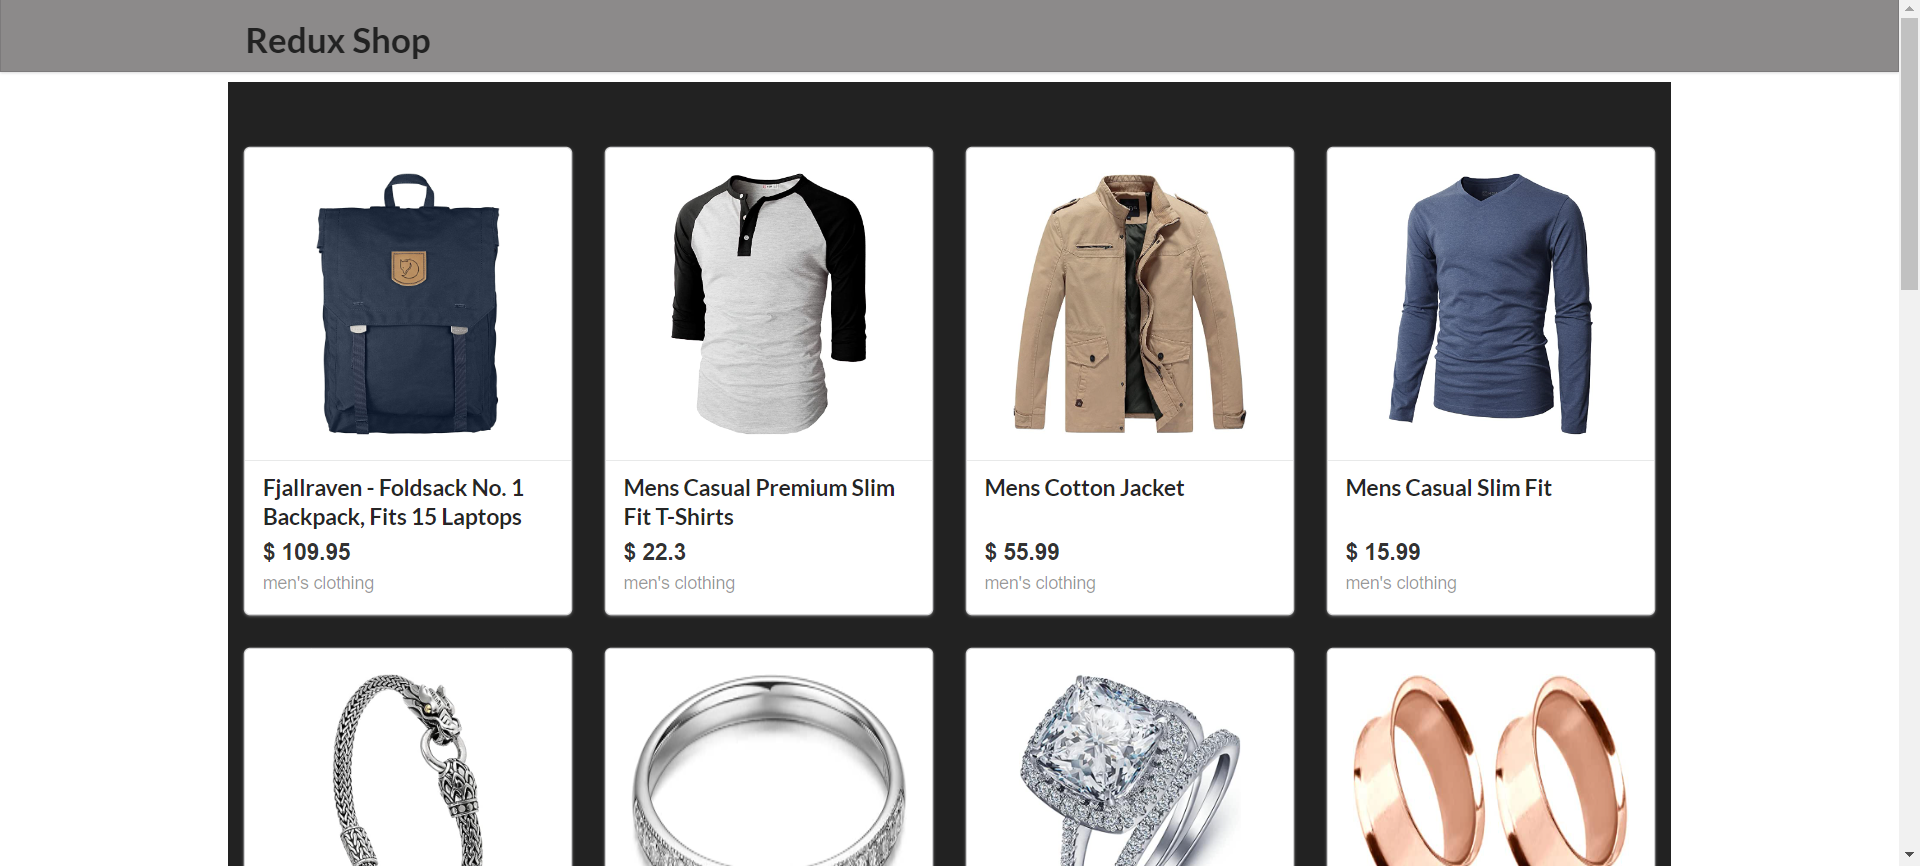 Redux Shop
Fjallraven - Foldsack No. 1
Backpack, Fits 15 Laptops
$ 109.95
men's clothing
Mens Casual Premium Slim
Fit T-Shirts
$ 22.3
men's clothing
Mens Cotton Jacket
$ 55.99
men's clothing
Mens Casual Slim Fit
$ 15.99
men's clothing